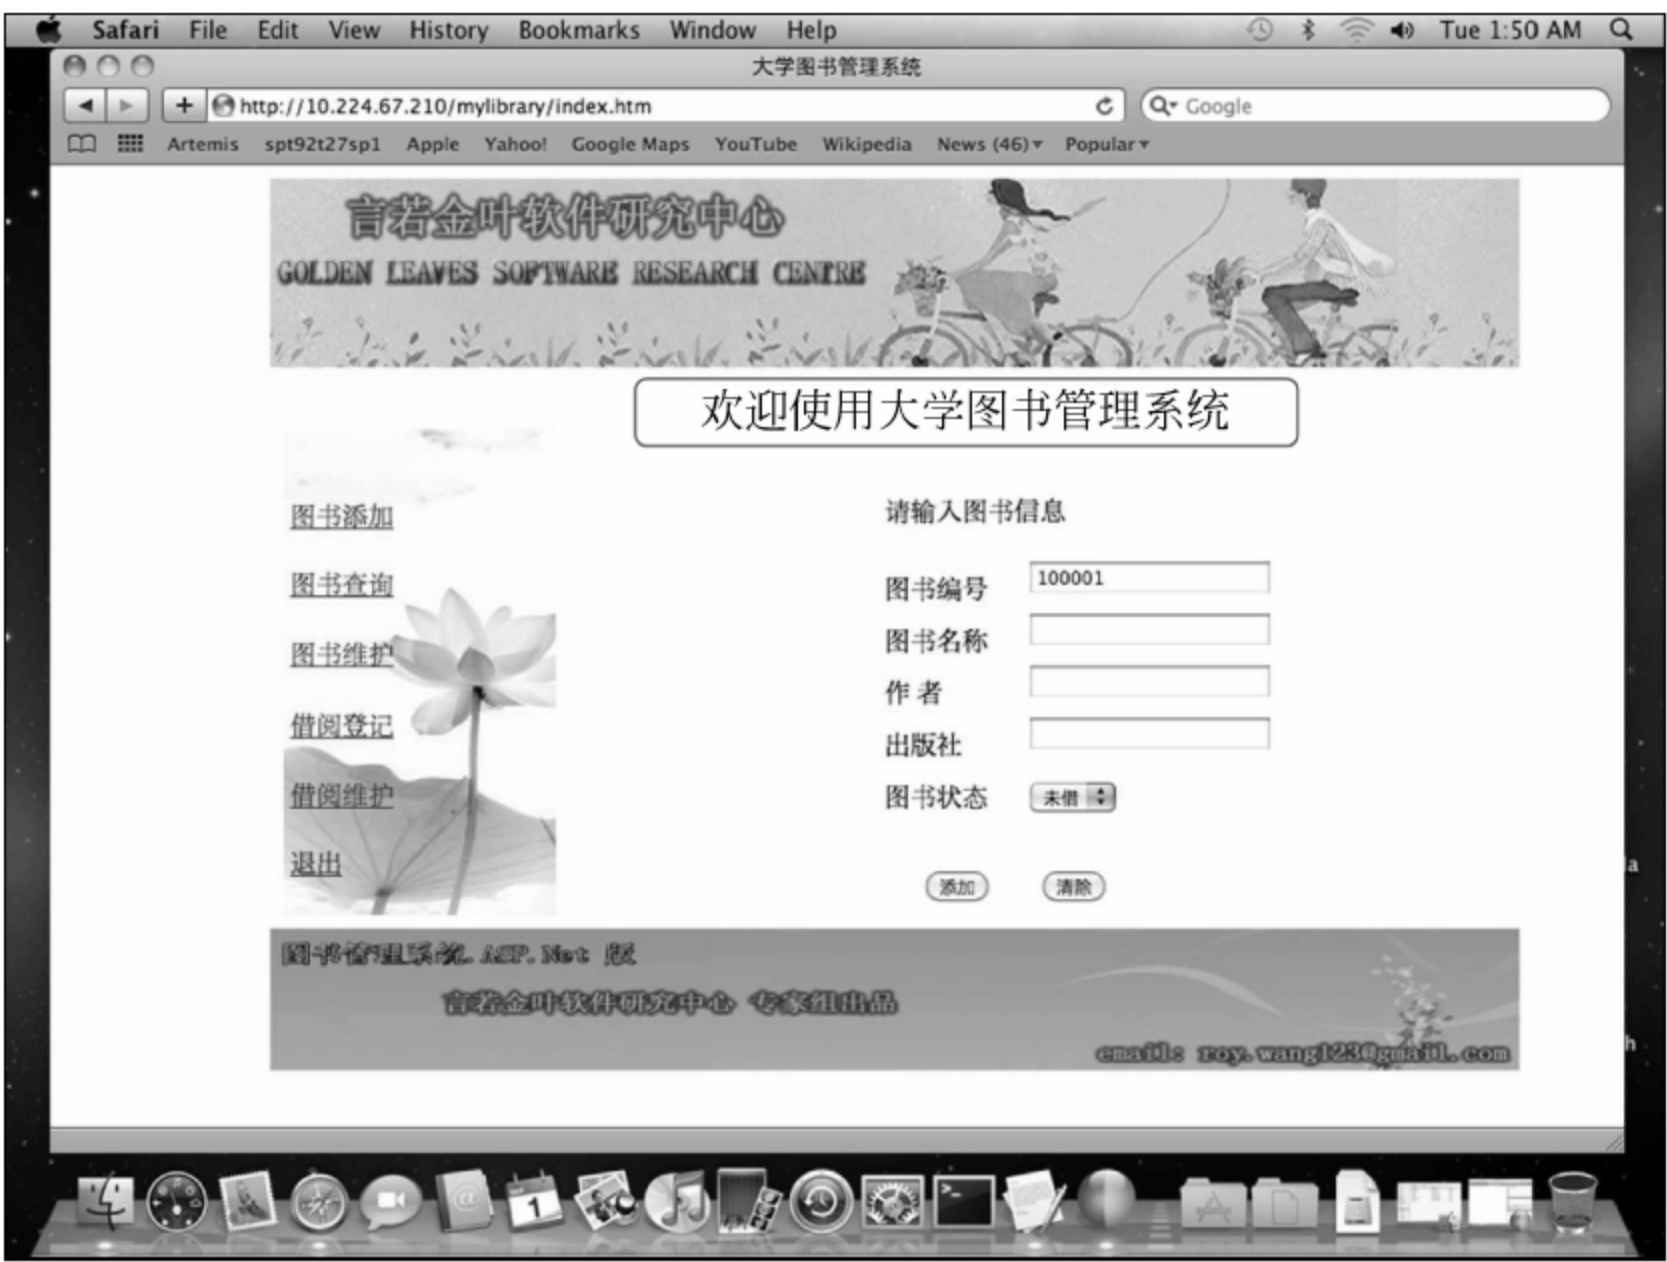 Safari File Edit View History Bookmarks Window Help Tue 1:50 AM
大学图书管理系统
http://10.224.67.210/mylibrary/index.htm Google
Artemis spt92t27sp1 Apple Yahoo! Google Maps YouTube Wikipedia News (46) Popular
言若金叶软件研究中心
GOLDEN LEAVES SOFTWARE RESEARCH CENTRE
欢迎使用大学图书管理系统
图书添加
图书查询
图书维护
借阅登记
借阅维护
退出
请输入图书信息
图书编号 100001
图书名称
作 者
出版社
图书状态 未借
添加 清除
图书管理系统.ASP.Net 版
言若金叶软件研究中心 专家组出品
email: roy.wang123@gmail.com